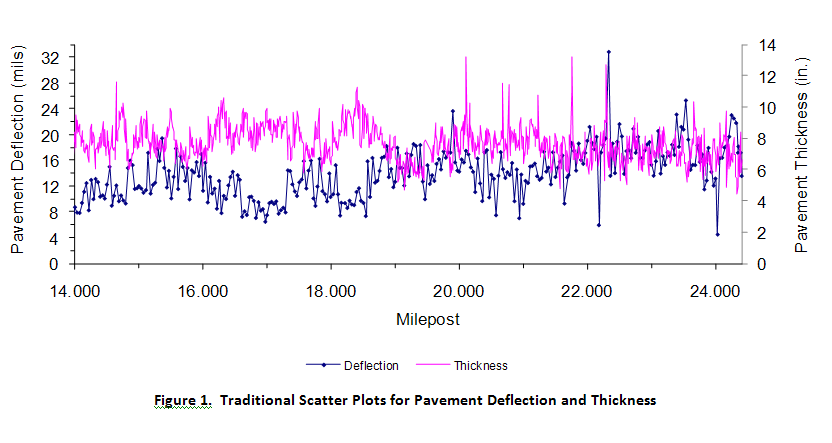 Pavement Deflection (mils)
32
28
24
20
16
12
8
4
0
14
12
10
8
6
4
2
0
Pavement Thickness (in.)
14.000 16.000 18.000 20.000 22.000 24.000
Milepost
Deflection Thickness
Figure 1. Traditional Scatter Plots for Pavement Deflection and Thickness